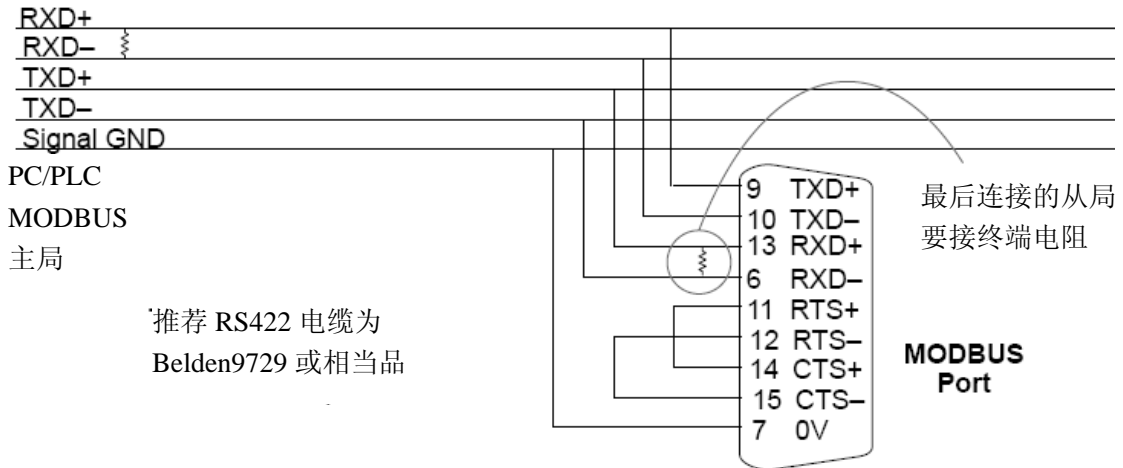 RXD+
RXD–
TXD+
TXD–
Signal GND
PC/PLC
MODBUS
主局
推荐 RS422 电缆为
Belden9729 或相当品
9 TXD+
10 TXD–
13 RXD+
6 RXD–
11 RTS+
12 RTS–
14 CTS+
15 CTS–
7 0V
最后连接的从局
要接终端电阻
MODBUS
Port